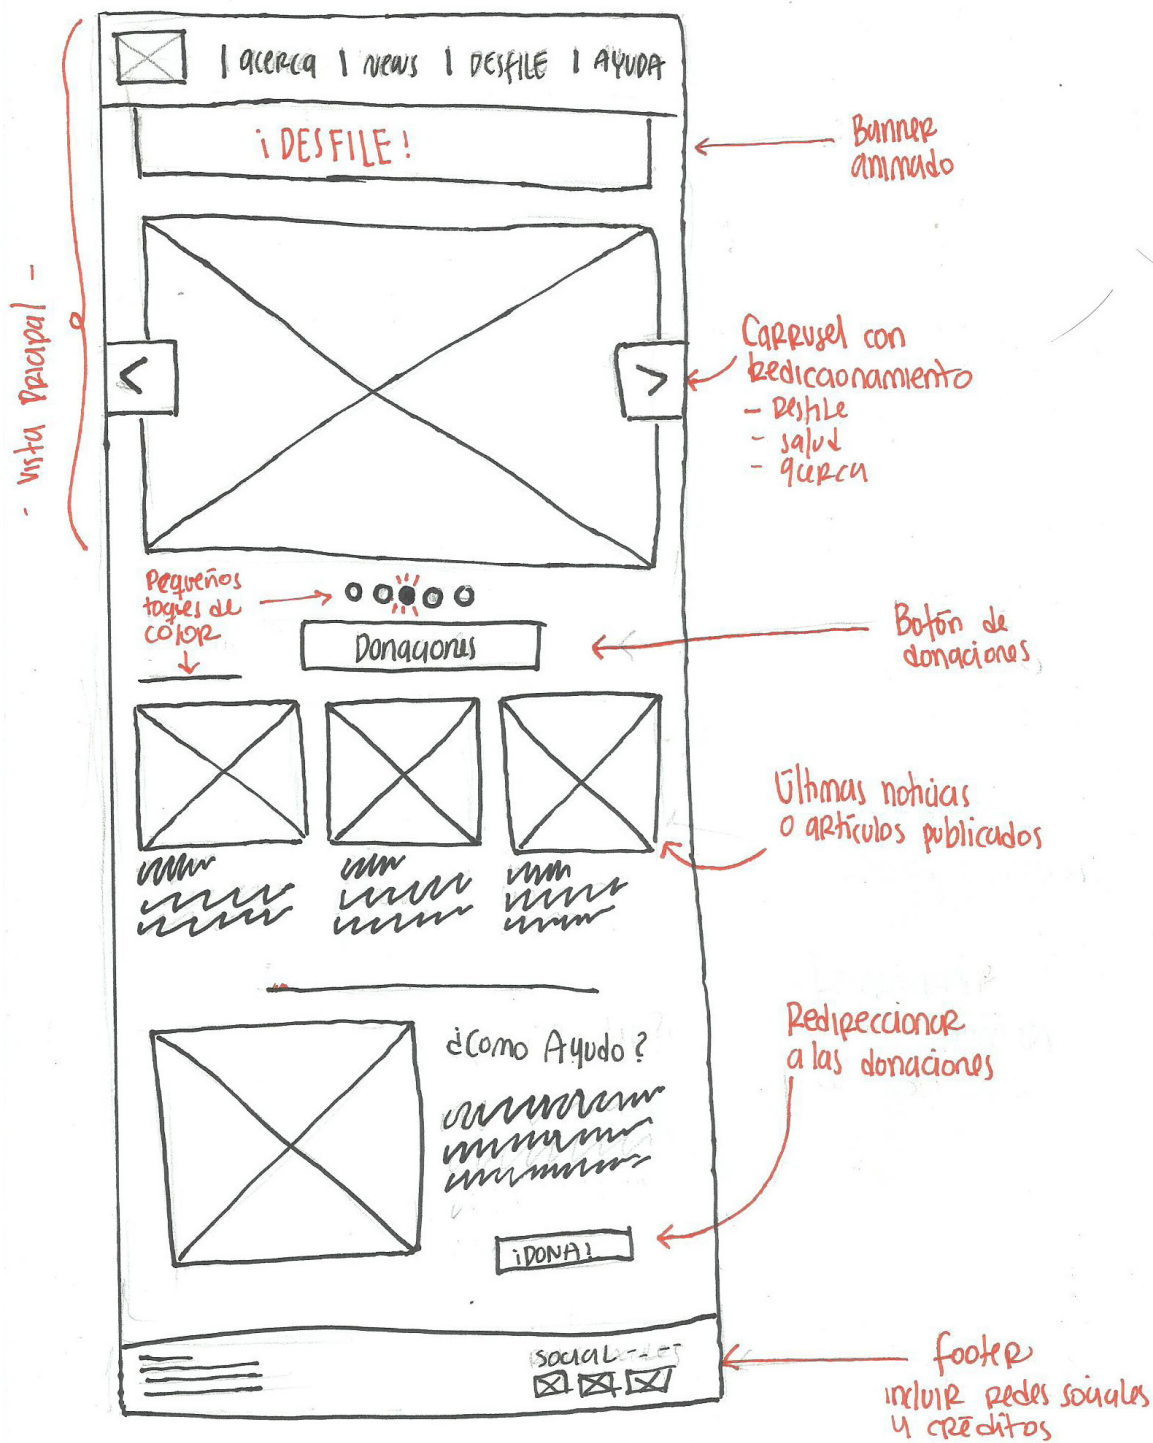 | acerca | News | DESFILE | AYUDA
¡DESFILE!
Banner
animado
- Vista Pricipal -
Carrusel con
Redicaonamiento
- Desfile
- salud
- acerca
Pequeños
toques de
color
Donaciones
Botón de
donaciones
Últimas noticias
o artículos publicados
¿Como Ayudo?
Redireccionar
a las donaciones
¡DONA!
social
footer
incluir redes sociales
y créditos